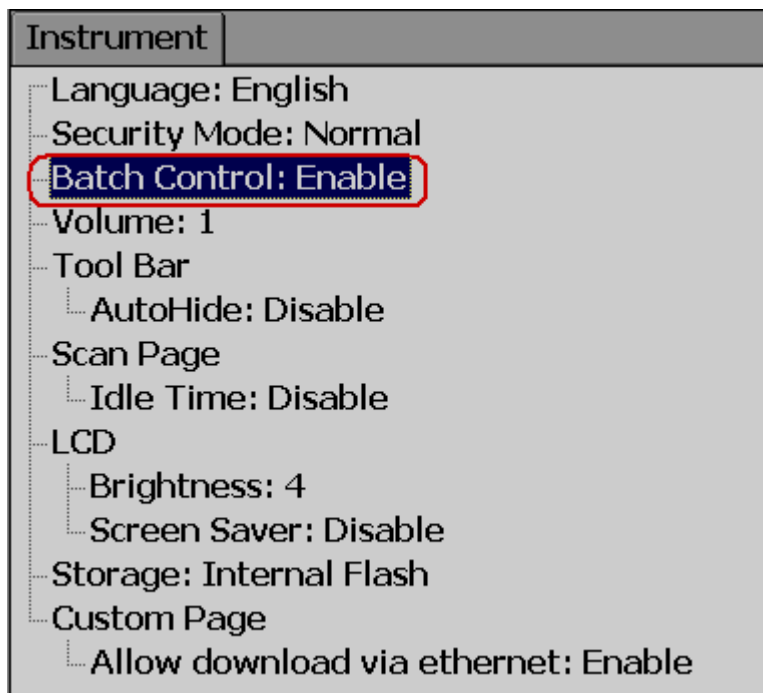 Instrument
Language: English
Security Mode: Normal
Batch Control: Enable
Volume: 1
Tool Bar
AutoHide: Disable
Scan Page
Idle Time: Disable
LCD
Brightness: 4
Screen Saver: Disable
Storage: Internal Flash
Custom Page
Allow download via ethernet: Enable